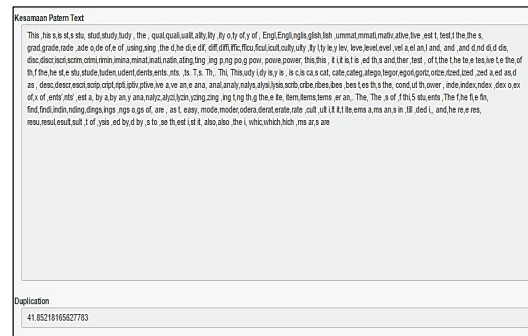 Kesamaan Patern Text
This ,his s,is st,s stu, stud,study,tudy , the , qual,quali,ualit,ality,lity ,ity o,ty of,y of , Engl,Engli,nglis,glish,lish ,ummat,mmati,mativ,ative,tive ,est t, test,t the,the s,
grad,grade,rade ,ade o,de of,e of ,using,sing ,the d,he di,e dif, diff,diffi,iffic,fficu,ficul,icult,culty,ulty ,lty l,ty le,y lev, leve,level,evel ,vel a,el an,l and, and ,and d,nd di,d dis,
disc,discr,iscri,scrim,crimi,rimin,imina,minat,inati,natin,ating,ting ,ing p,ng po,g pow, powe,power, this,this , it i,it is,t is ,ed th,s and,ther ,test , of t,the t,he te,e tes,ive t,e the,of
th,f the,he st,e stu,stude,tuden,udent,dents,ents ,nts. ,ts. T,s. Th,. Thi, This,udy i,dy is,y is , is c,is ca,s cat, cate,categ,atego,tegor,egori,goriz,orize,rized,ized ,zed a,ed as,d
as , desc,descr,escri,scrip,cript,ripti,iptiv,ptive,ive a,ve an,e ana, anal,analy,nalys,alysi,lysis,scrib,cribe,ribes,ibes ,bes t,es th,s the, cond,ut th,ower , inde,index,ndex ,dex o,ex
of,x of ,ents',nts' ,est a, by a,by an,y ana,nalyz,alyzi,lyzin,yzing,zing ,ing t,ng th,g the,e ite, item,items,tems ,er an,. The, The ,s of ,f thi,5 stu,ents ,The f,he fi,e fin,
find,findi,indin,nding,dings,ings ,ngs o,gs of, are , as t, easy, mode,moder,odera,derat,erate,rate ,cult ,ult i,lt it,t ite,ems a,ms an,s in ,till ,ded i,, and,he re,e res,
resu,resul,esult,sult ,t of ,ysis ,ed by,d by ,s to ,se th,est i,st it, also,also ,the i, whic,which,hich ,ms ar,s are
Duplication
41.85218165627783